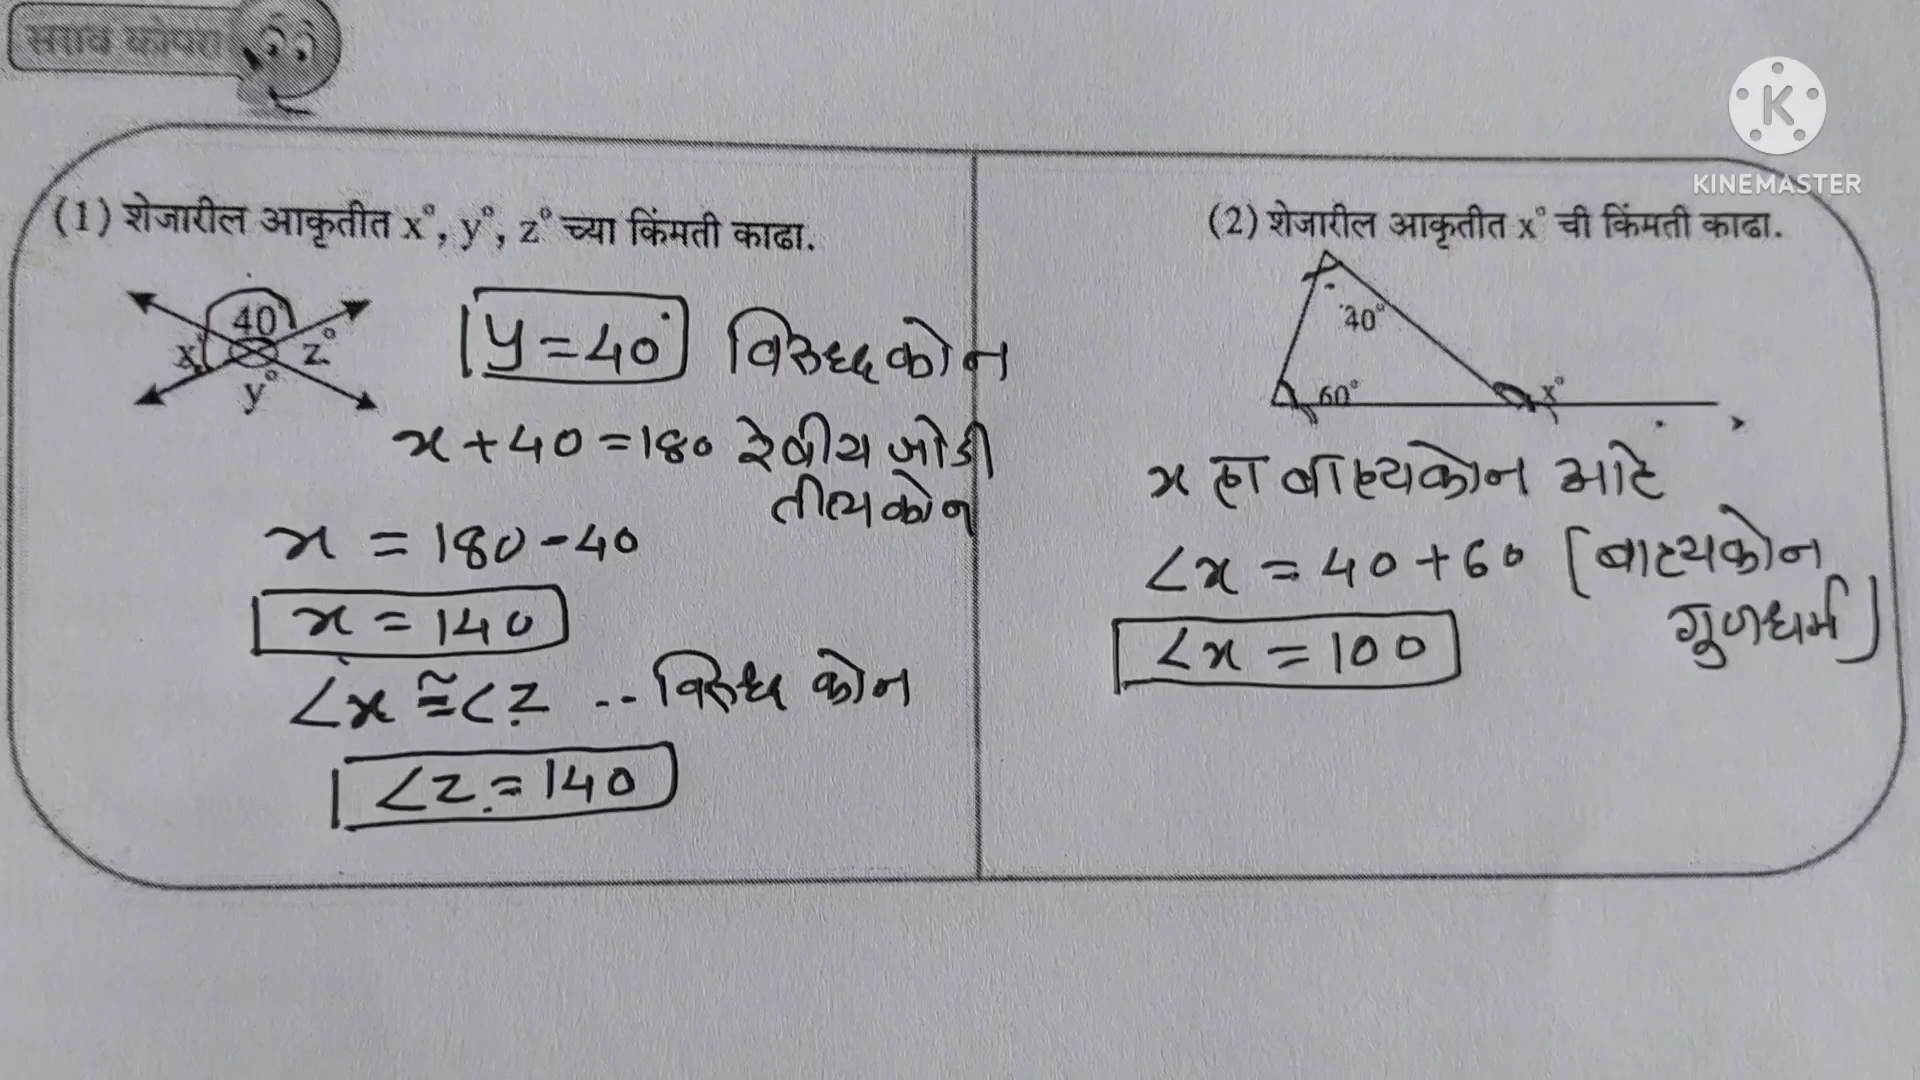 सराव कोपरा
KINEMASTER
(1) शेजारील आकृतीत x°, y°, z° च्या किंमती काढा.
40°
x°
z°
y°
y = 40° विरुध्द कोन
x + 40 = 180 रेषीय जोडी
तील कोन
x = 180 - 40
x = 140
∠x ≅ ∠z .. विरुध्द कोन
∠z = 140
(2) शेजारील आकृतीत x° ची किंमती काढा.
40°
60°
x°
x हा बाह्यकोन आहे
∠x = 40 + 60 [बाह्यकोन
गुणधर्म]
∠x = 100